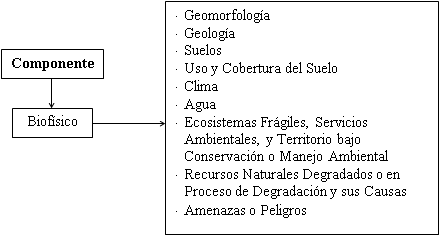 Componente
Biofísico
· Geomorfología
· Geología
· Suelos
· Uso y Cobertura del Suelo
· Clima
· Agua
· Ecosistemas Frágiles, Servicios
Ambientales, y Territorio bajo
Conservación o Manejo Ambiental
· Recursos Naturales Degradados o en
Proceso de Degradación y sus Causas
· Amenazas o Peligros